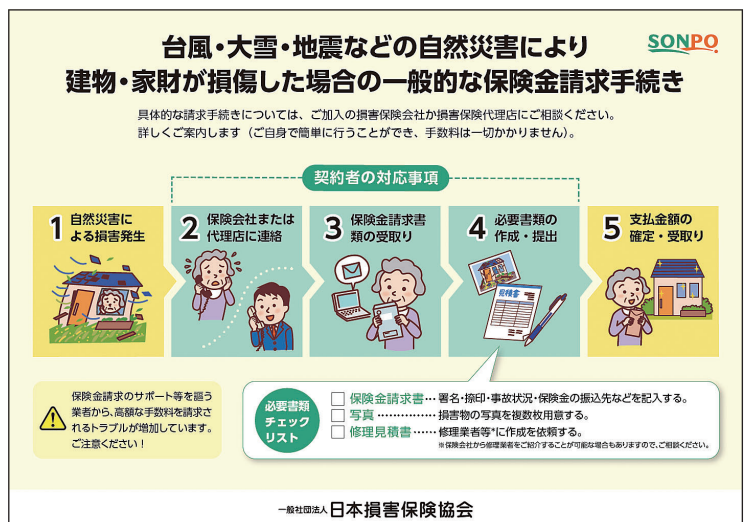 台風・大雪・地震などの自然災害により
建物・家財が損傷した場合の一般的な保険金請求手続き
SONPO
具体的な請求手続きについては、ご加入の損害保険会社か損害保険代理店にご相談ください。
詳しくご案内します（ご自身で簡単に行うことができ、手数料は一切かかりません）。
契約者の対応事項
1 自然災害に
よる損害発生
2 保険会社または
代理店に連絡
3 保険金請求書
類の受取り
4 必要書類の
作成・提出
5 支払金額の
確定・受取り
見積書
保険金請求のサポート等を謳う
業者から、高額な手数料を請求さ
れるトラブルが増加しています。
ご注意ください！
必要書類
チェック
リスト
保険金請求書… 署名・捺印・事故状況・保険金の振込先などを記入する。
写真 …………… 損害物の写真を複数枚用意する。
修理見積書…… 修理業者等*に作成を依頼する。
※保険会社から修理業者をご紹介することが可能な場合もありますので、ご相談ください。
一般社団法人 日本損害保険協会